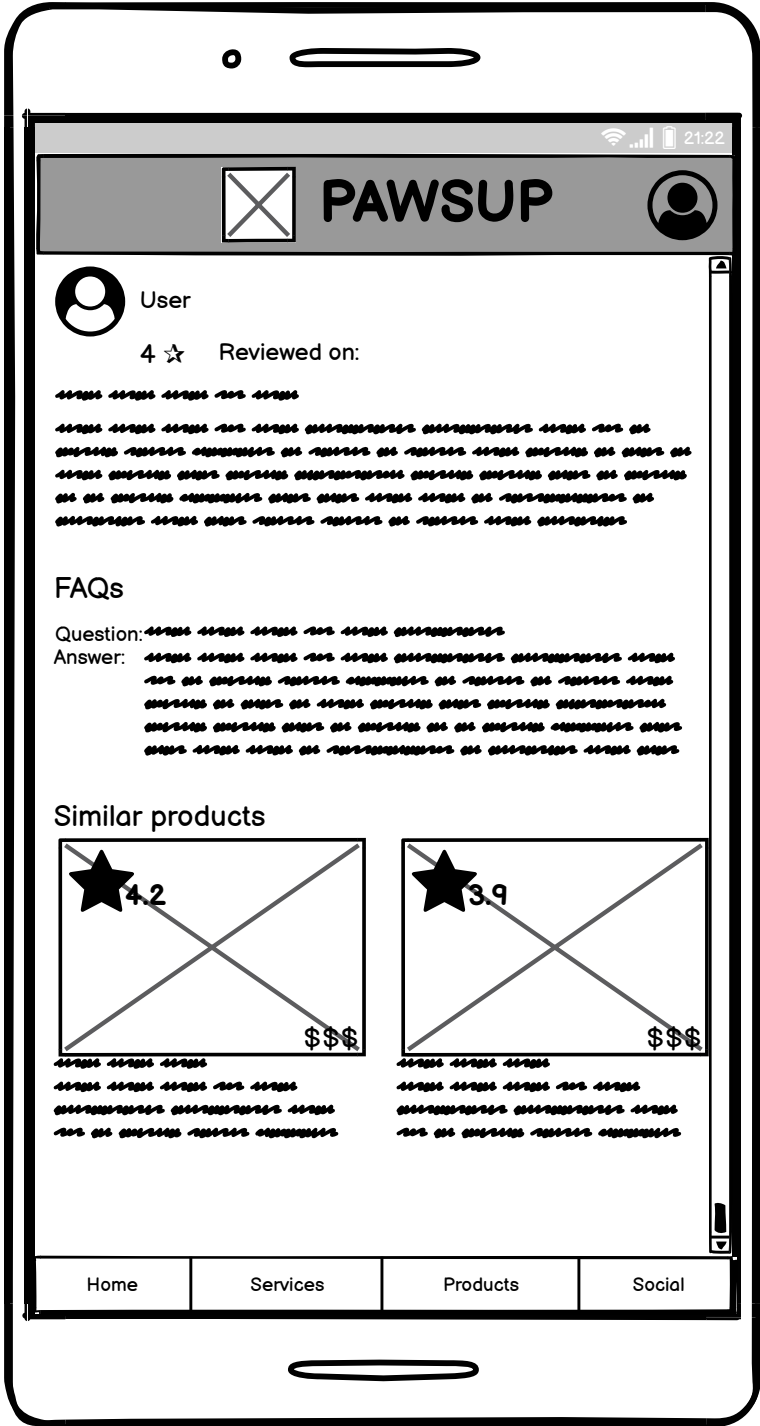 21:22
PAWSUP
User
4 Reviewed on:
FAQs
Question:
Answer:
Similar products
4.2 3.9
$$$ $$$
Home Services Products Social